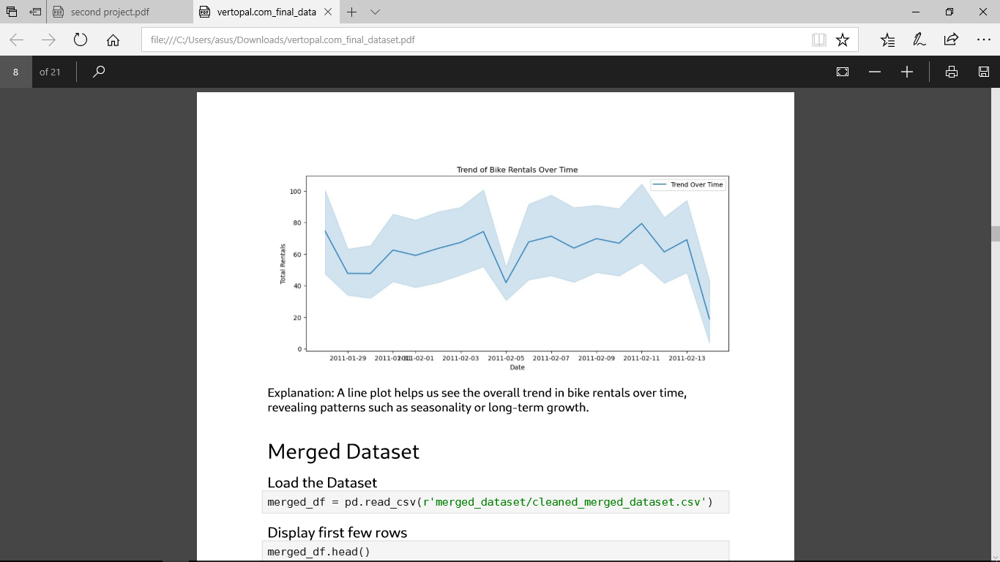 second project.pdf
vertopal.com_final_data
file:///C:/Users/asus/Downloads/vertopal.com_final_dataset.pdf
8 of 21
Trend of Bike Rentals Over Time
Trend Over Time
100
80
60
40
20
0
Total Rentals
2011-01-29 2011-02-01 2011-02-03 2011-02-05 2011-02-07 2011-02-09 2011-02-11 2011-02-13
Date
Explanation: A line plot helps us see the overall trend in bike rentals over time,
revealing patterns such as seasonality or long-term growth.
Merged Dataset
Load the Dataset
merged_df = pd.read_csv(r'merged_dataset/cleaned_merged_dataset.csv')
Display first few rows
merged_df.head()